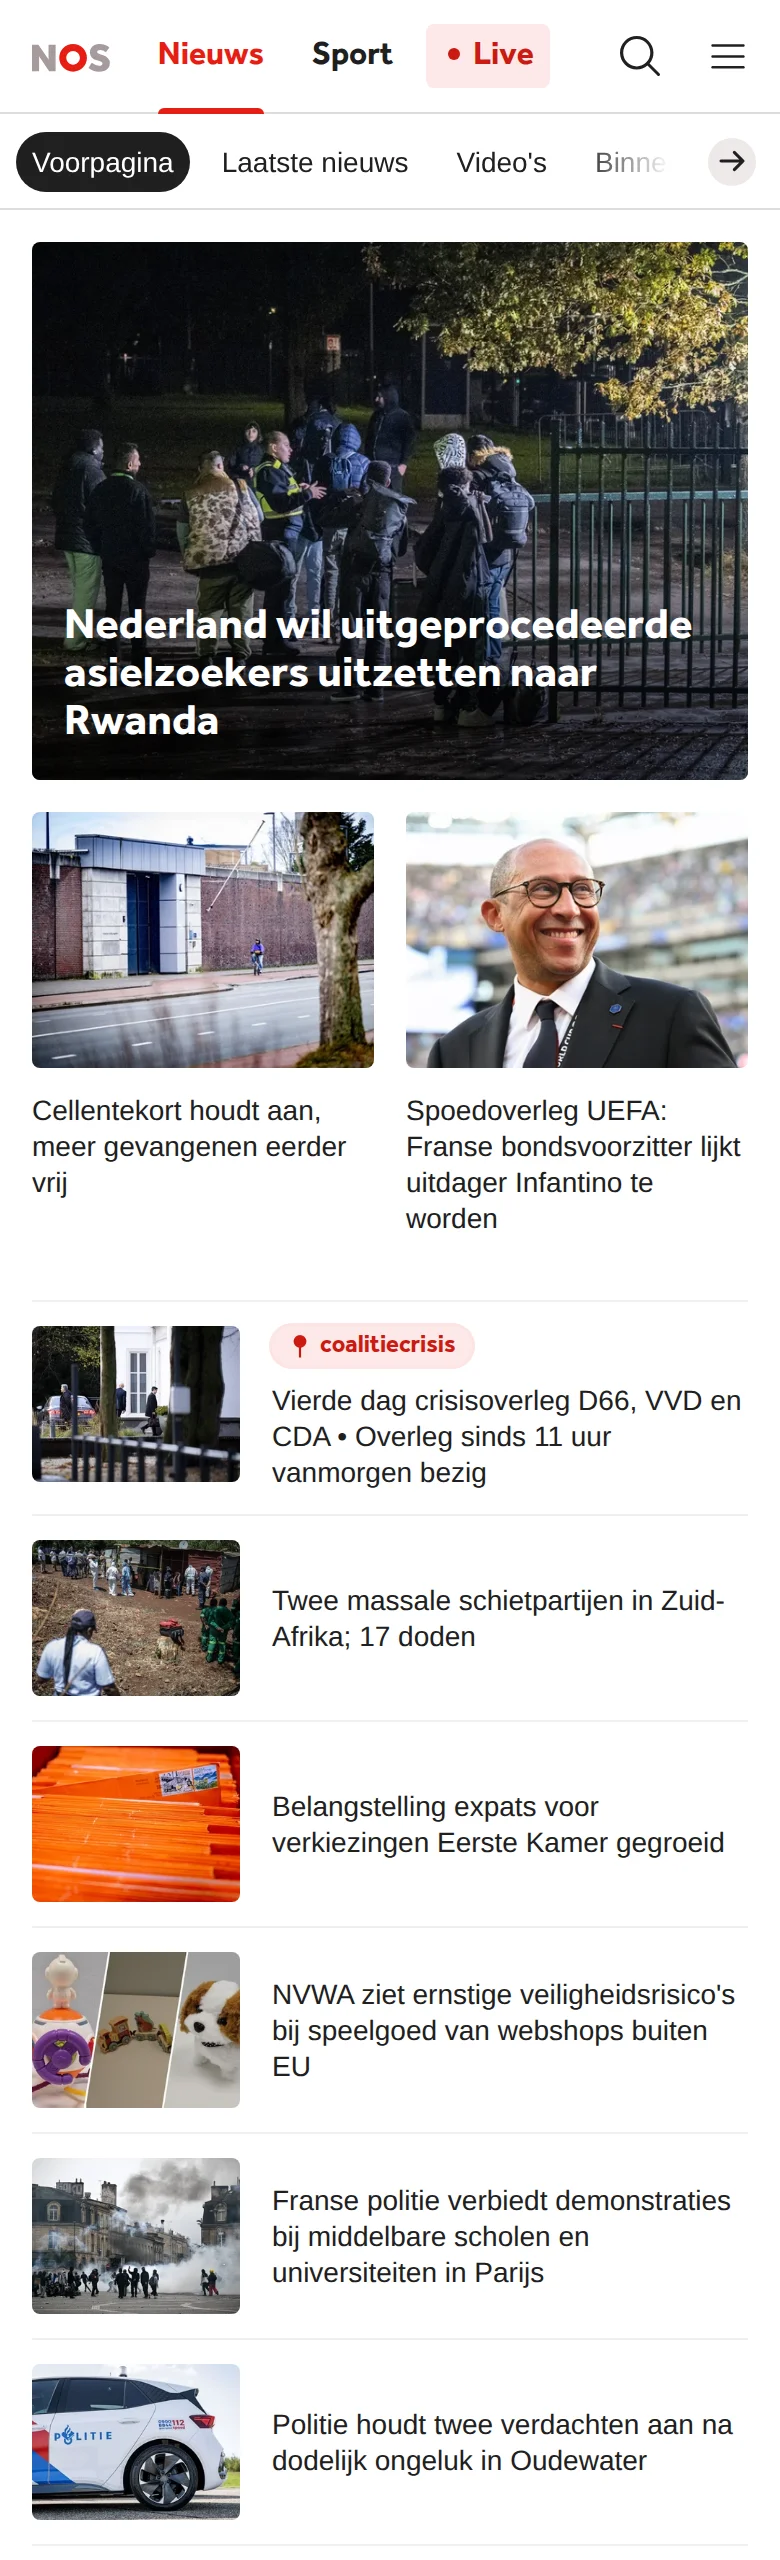 NOS
Nieuws
Sport
Live
Voorpagina
Laatste nieuws
Video's
Binne
Nederland wil uitgeprocedeerde
asielzoekers uitzetten naar
Rwanda
Cellentekort houdt aan,
meer gevangenen eerder
vrij
Spoedoverleg UEFA:
Franse bondsvoorzitter lijkt
uitdager Infantino te
worden
coalitiecrisis
Vierde dag crisisoverleg D66, VVD en
CDA • Overleg sinds 11 uur
vanmorgen bezig
Twee massale schietpartijen in Zuid-
Afrika; 17 doden
Belangstelling expats voor
verkiezingen Eerste Kamer gegroeid
NVWA ziet ernstige veiligheidsrisico's
bij speelgoed van webshops buiten
EU
Franse politie verbiedt demonstraties
bij middelbare scholen en
universiteiten in Parijs
POLITIE
112
Politie houdt twee verdachten aan na
dodelijk ongeluk in Oudewater